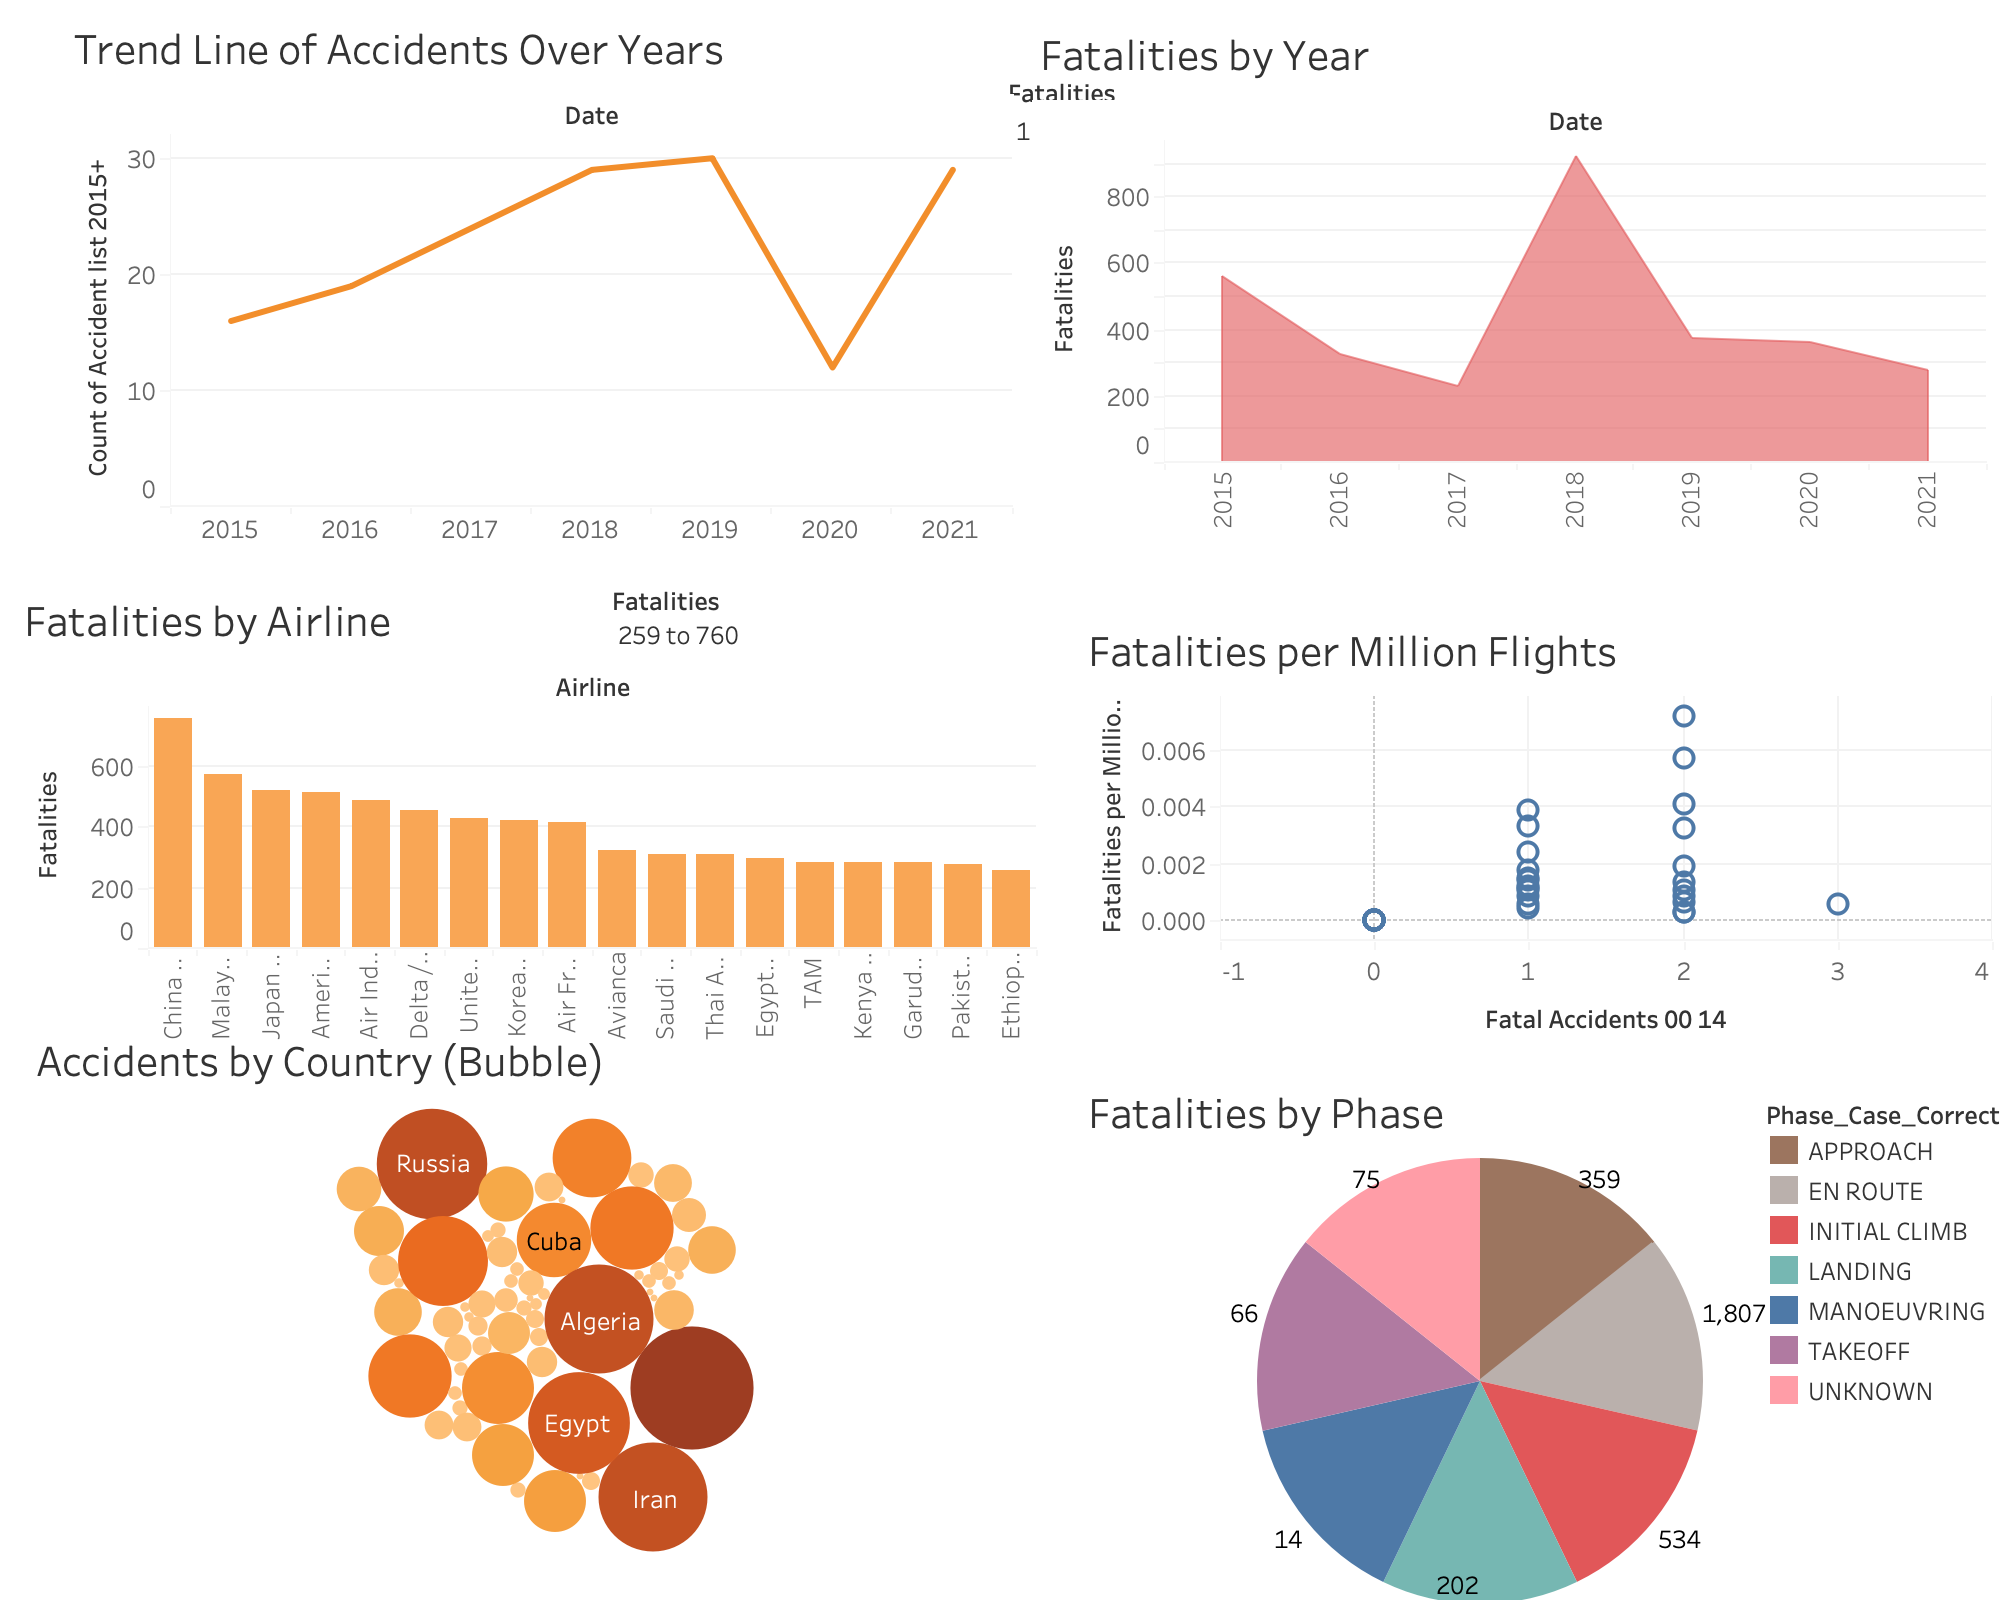 Trend Line of Accidents Over Years
Date
Count of Accident list 2015+
30
20
10
0
2015 2016 2017 2018 2019 2020 2021
Fatalities by Year
Fatalities
1
Date
Fatalities
800
600
400
200
0
2015 2016 2017 2018 2019 2020 2021
Fatalities by Airline
Fatalities
259 to 760
Airline
Fatalities
600
400
200
0
China .. Malay.. Japan .. Ameri.. Air Ind.. Delta /.. Unite.. Korea.. Air Fr.. Avianca Saudi .. Thai A.. Egypt.. TAM Kenya .. Garud.. Pakist.. Ethiop..
Fatalities per Million Flights
Fatalities per Millio..
0.006
0.004
0.002
0.000
-1 0 1 2 3 4
Fatal Accidents 00 14
Accidents by Country (Bubble)
Russia
Cuba
Algeria
Egypt
Iran
Fatalities by Phase
75
359
66
1,807
14
534
202
Phase_Case_Correct
APPROACH
EN ROUTE
INITIAL CLIMB
LANDING
MANOEUVRING
TAKEOFF
UNKNOWN